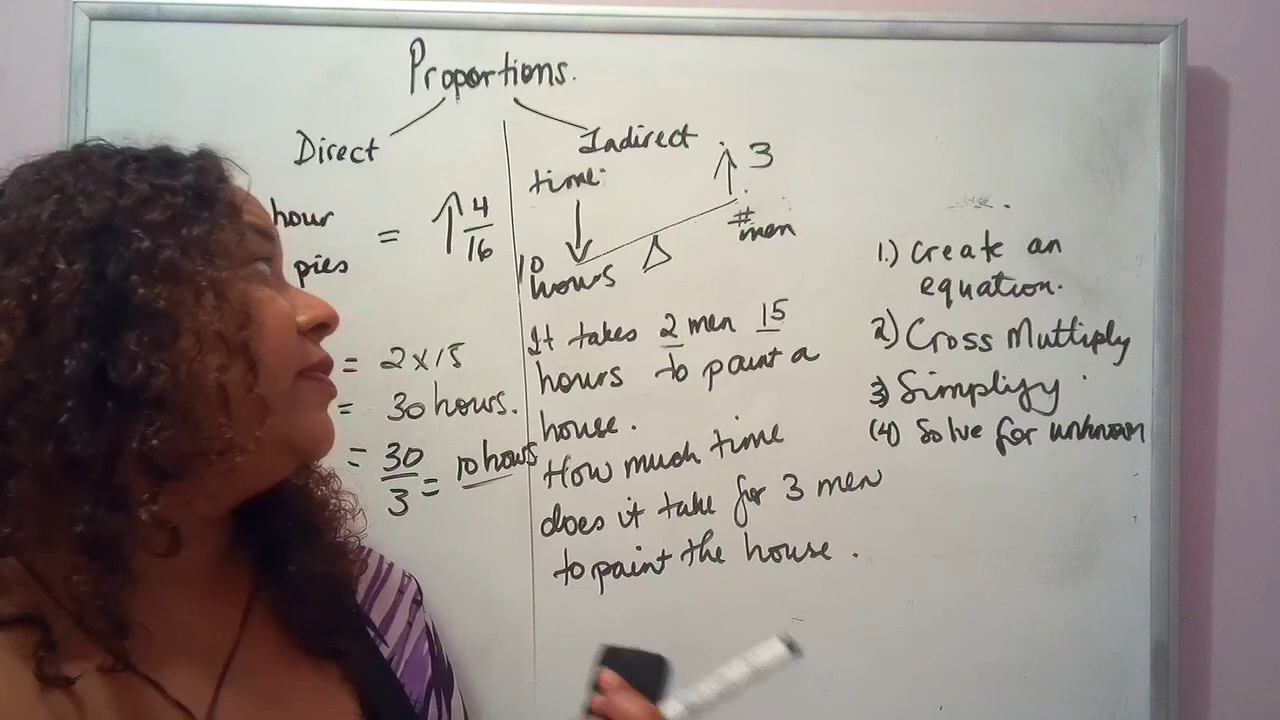 Proportions.
Direct
Indirect
hour
pies
=
4
16
time.
3
# men
10
hours
It takes 2 men 15
hours to paint a
house.
How much time
does it take for 3 men
to paint the house.
= 2 x 15
= 30 hours.
= 30
3
= 10 hours
1.) Create an
equation.
2) Cross Multiply
3) Simplify.
(4) Solve for unknown